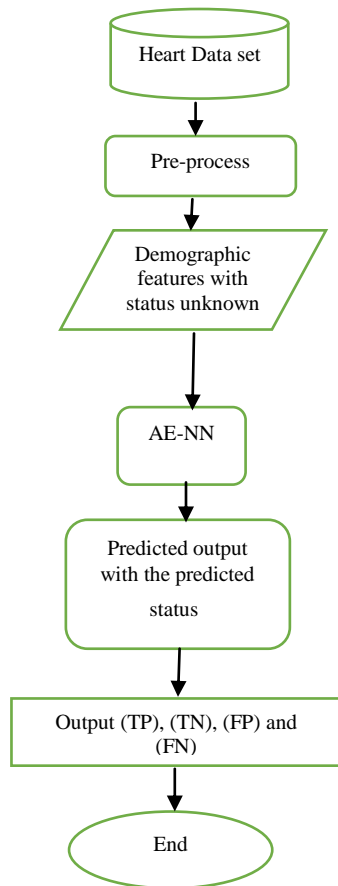 Heart Data set
Pre-process
Demographic
features with
status unknown
AE-NN
Predicted output
with the predicted
status
Output (TP), (TN), (FP) and
(FN)
End